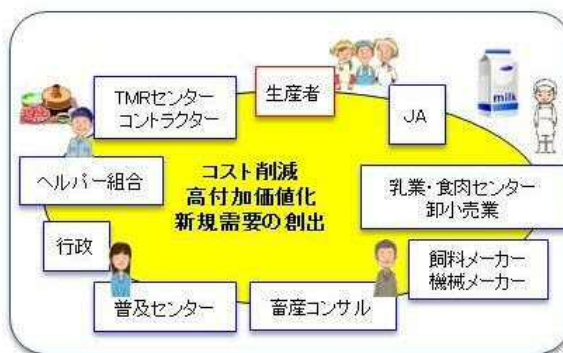 TMRセンター
コントラクター
生産者
JA
milk
ヘルパー組合
コスト削減
高付加価値化
新規需要の創出
乳業・食肉センター
卸小売業
行政
飼料メーカー
機械メーカー
普及センター
畜産コンサル